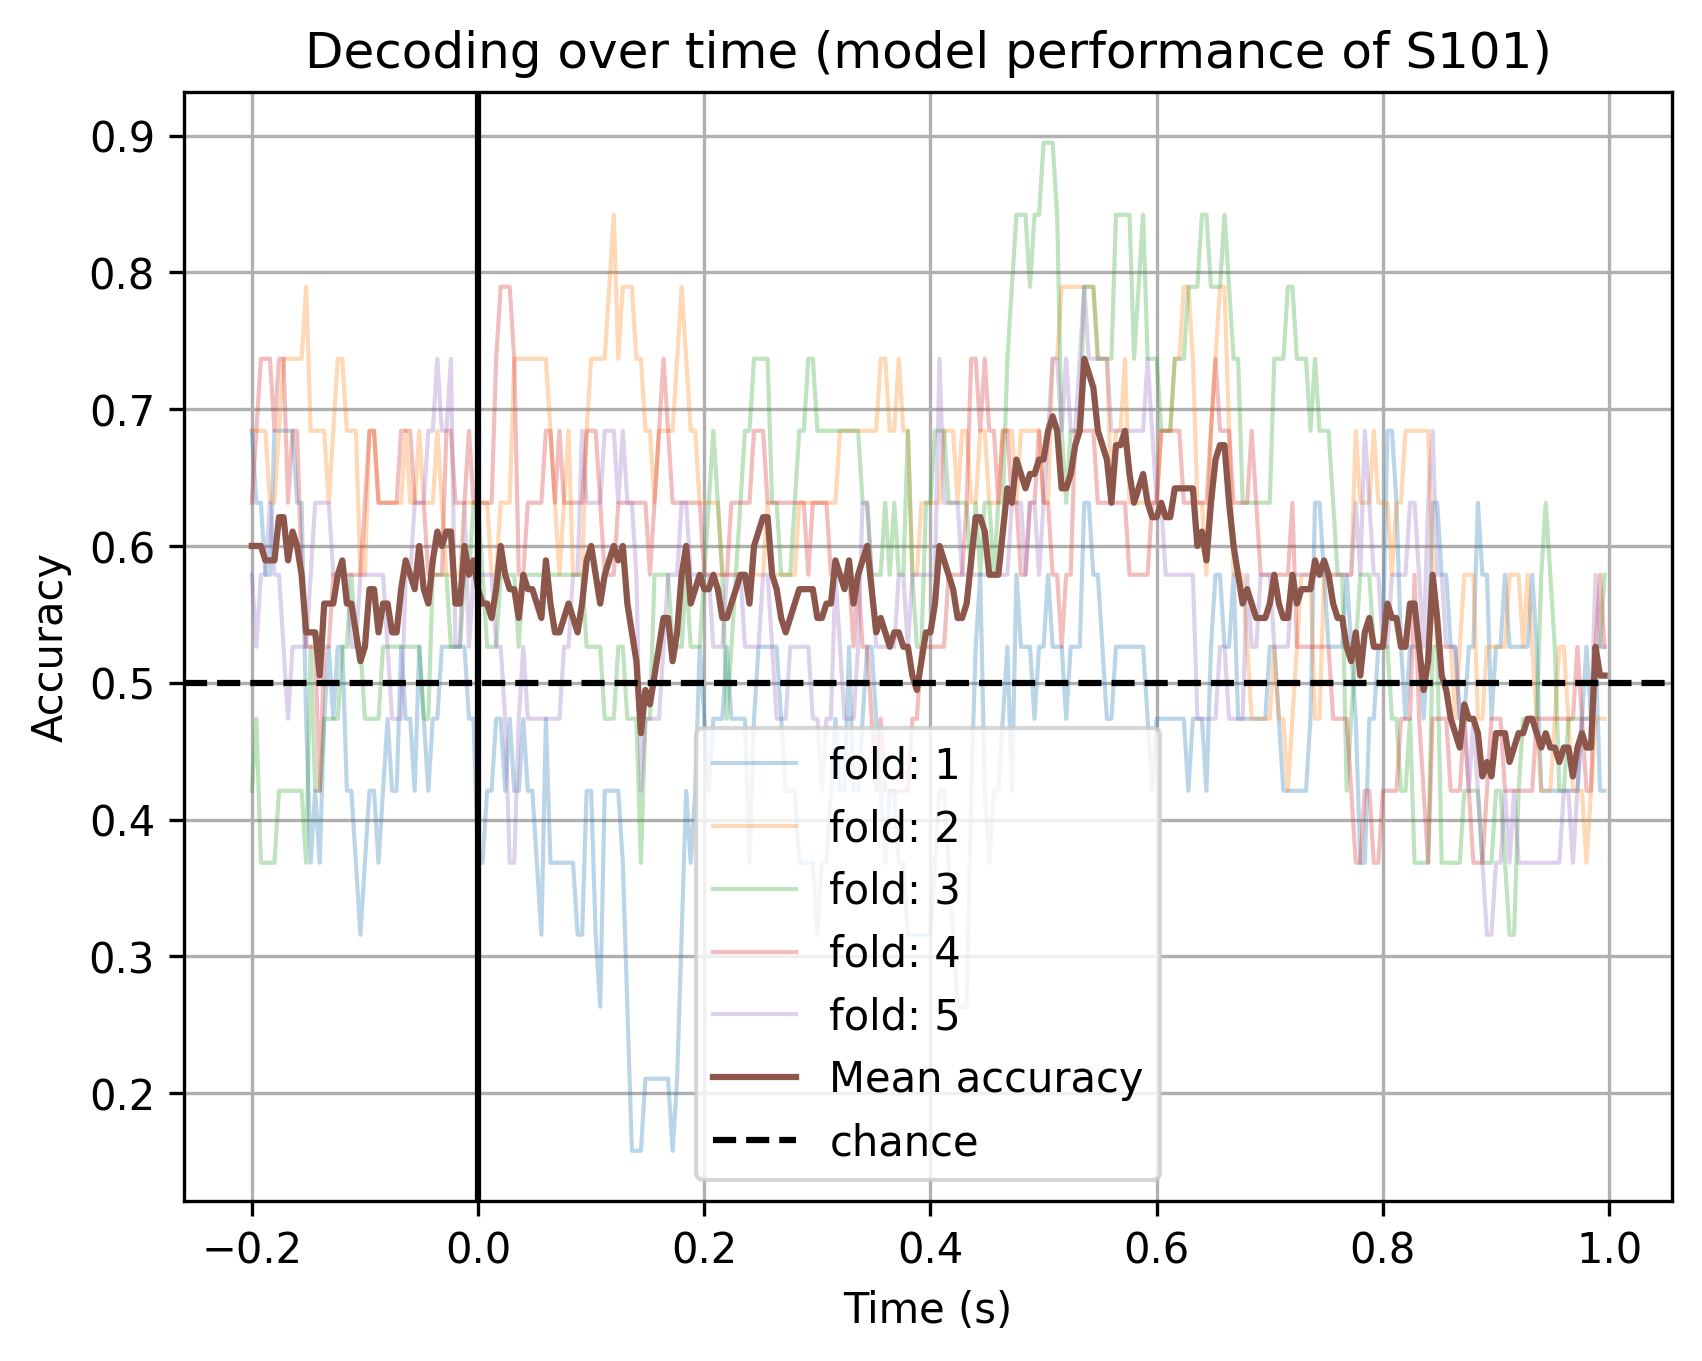 Decoding over time (model performance of S101)
Accuracy
0.9
0.8
0.7
0.6
0.5
0.4
0.3
0.2
fold: 1
fold: 2
fold: 3
fold: 4
fold: 5
Mean accuracy
chance
−0.2 0.0 0.2 0.4 0.6 0.8 1.0
Time (s)